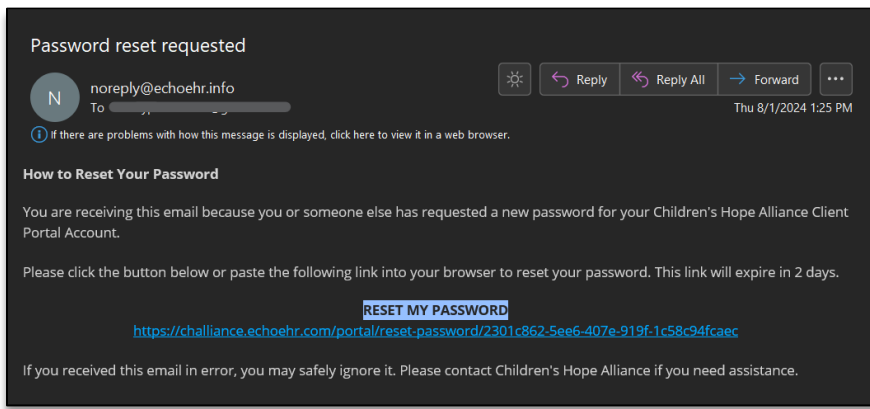 Password reset requested
N
noreply@echoehr.info
To
Reply
Reply All
Forward
Thu 8/1/2024 1:25 PM
If there are problems with how this message is displayed, click here to view it in a web browser.
How to Reset Your Password
You are receiving this email because you or someone else has requested a new password for your Children's Hope Alliance Client
Portal Account.
Please click the button below or paste the following link into your browser to reset your password. This link will expire in 2 days.
RESET MY PASSWORD
https://challiance.echoehr.com/portal/reset-password/2301c862-5ee6-407e-919f-1c58c94fcaec
If you received this email in error, you may safely ignore it. Please contact Children's Hope Alliance if you need assistance.